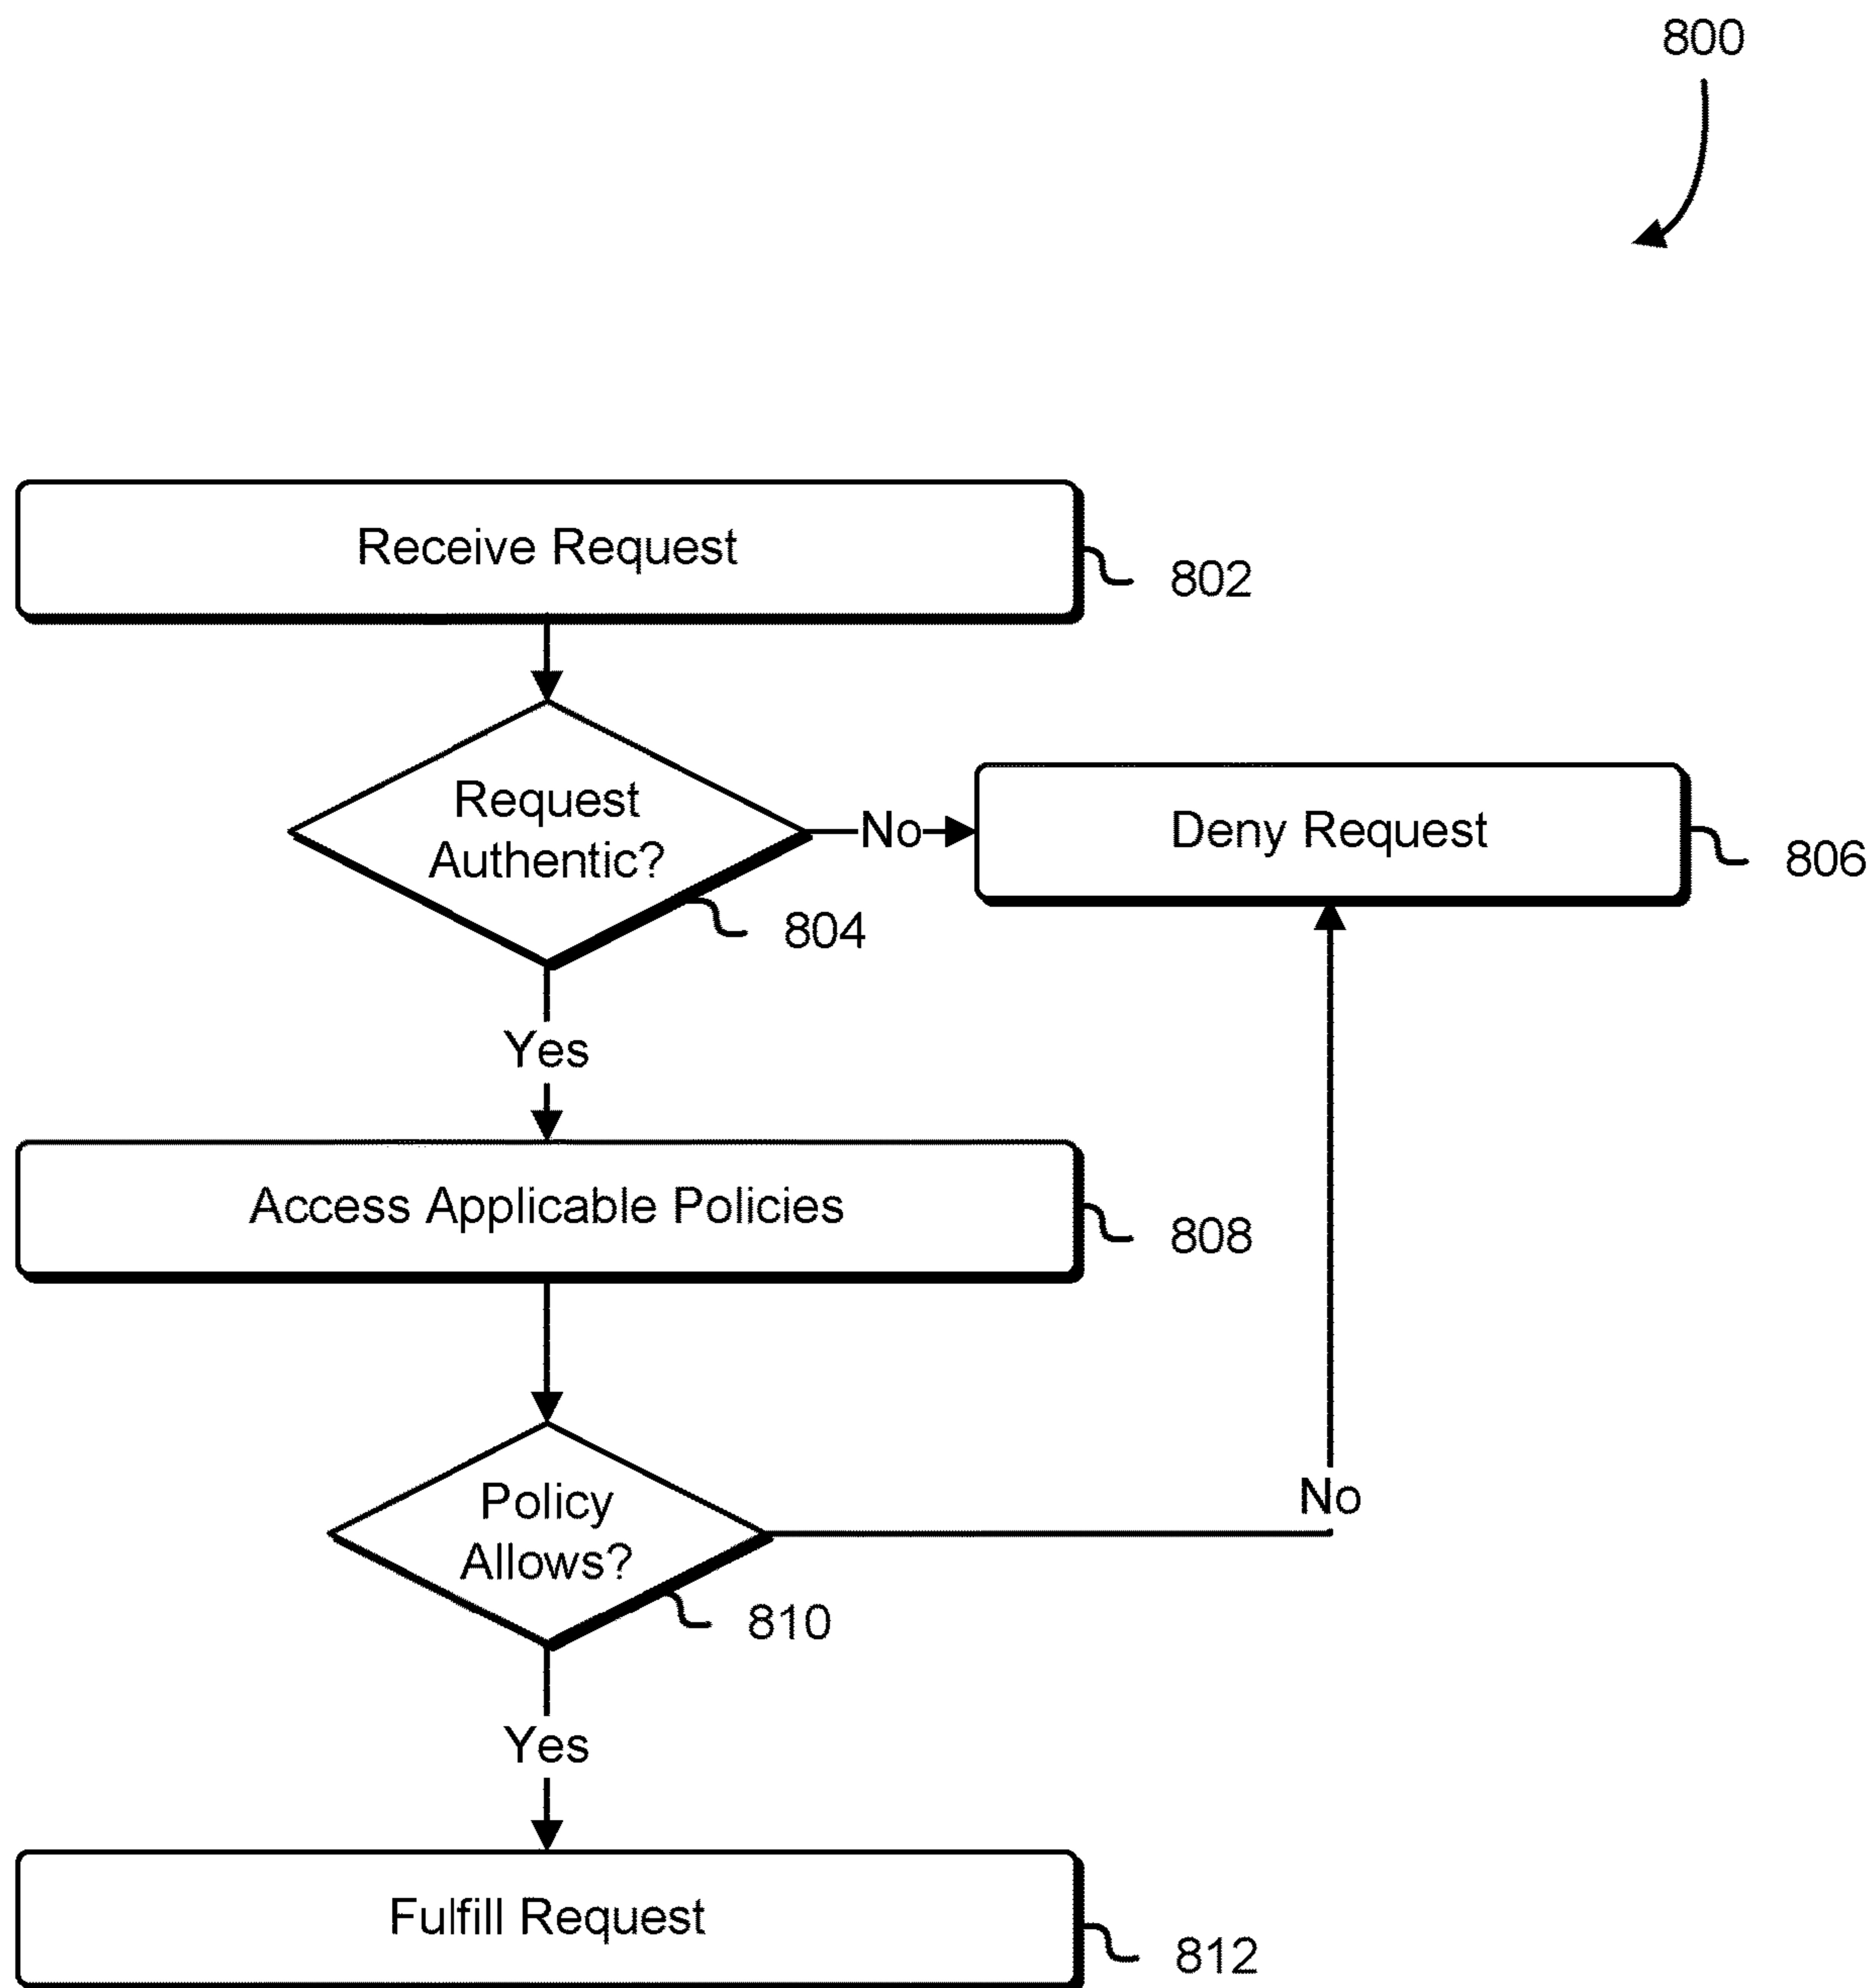 800
Receive Request
802
Request
Authentic?
No
Deny Request
806
804
Yes
Access Applicable Policies
808
Policy
Allows?
No
810
Yes
Fulfill Request
812